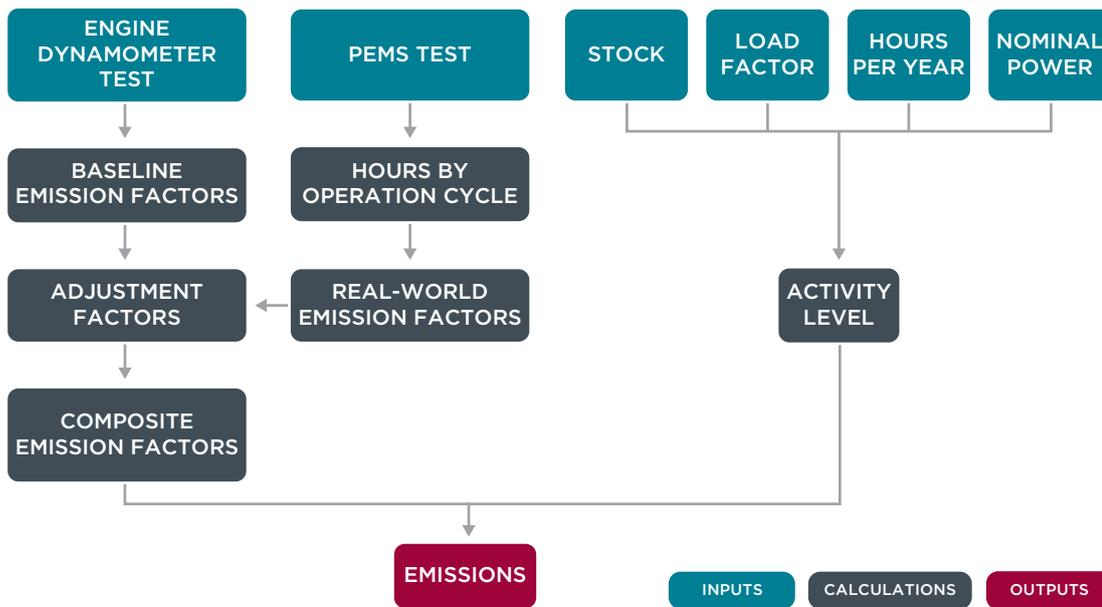 ENGINE
DYNAMOMETER
TEST
PEMS TEST
STOCK
LOAD
FACTOR
HOURS
PER YEAR
NOMINAL
POWER
BASELINE
EMISSION FACTORS
HOURS BY
OPERATION CYCLE
ADJUSTMENT
FACTORS
REAL-WORLD
EMISSION FACTORS
ACTIVITY
LEVEL
COMPOSITE
EMISSION FACTORS
EMISSIONS
INPUTS
CALCULATIONS
OUTPUTS